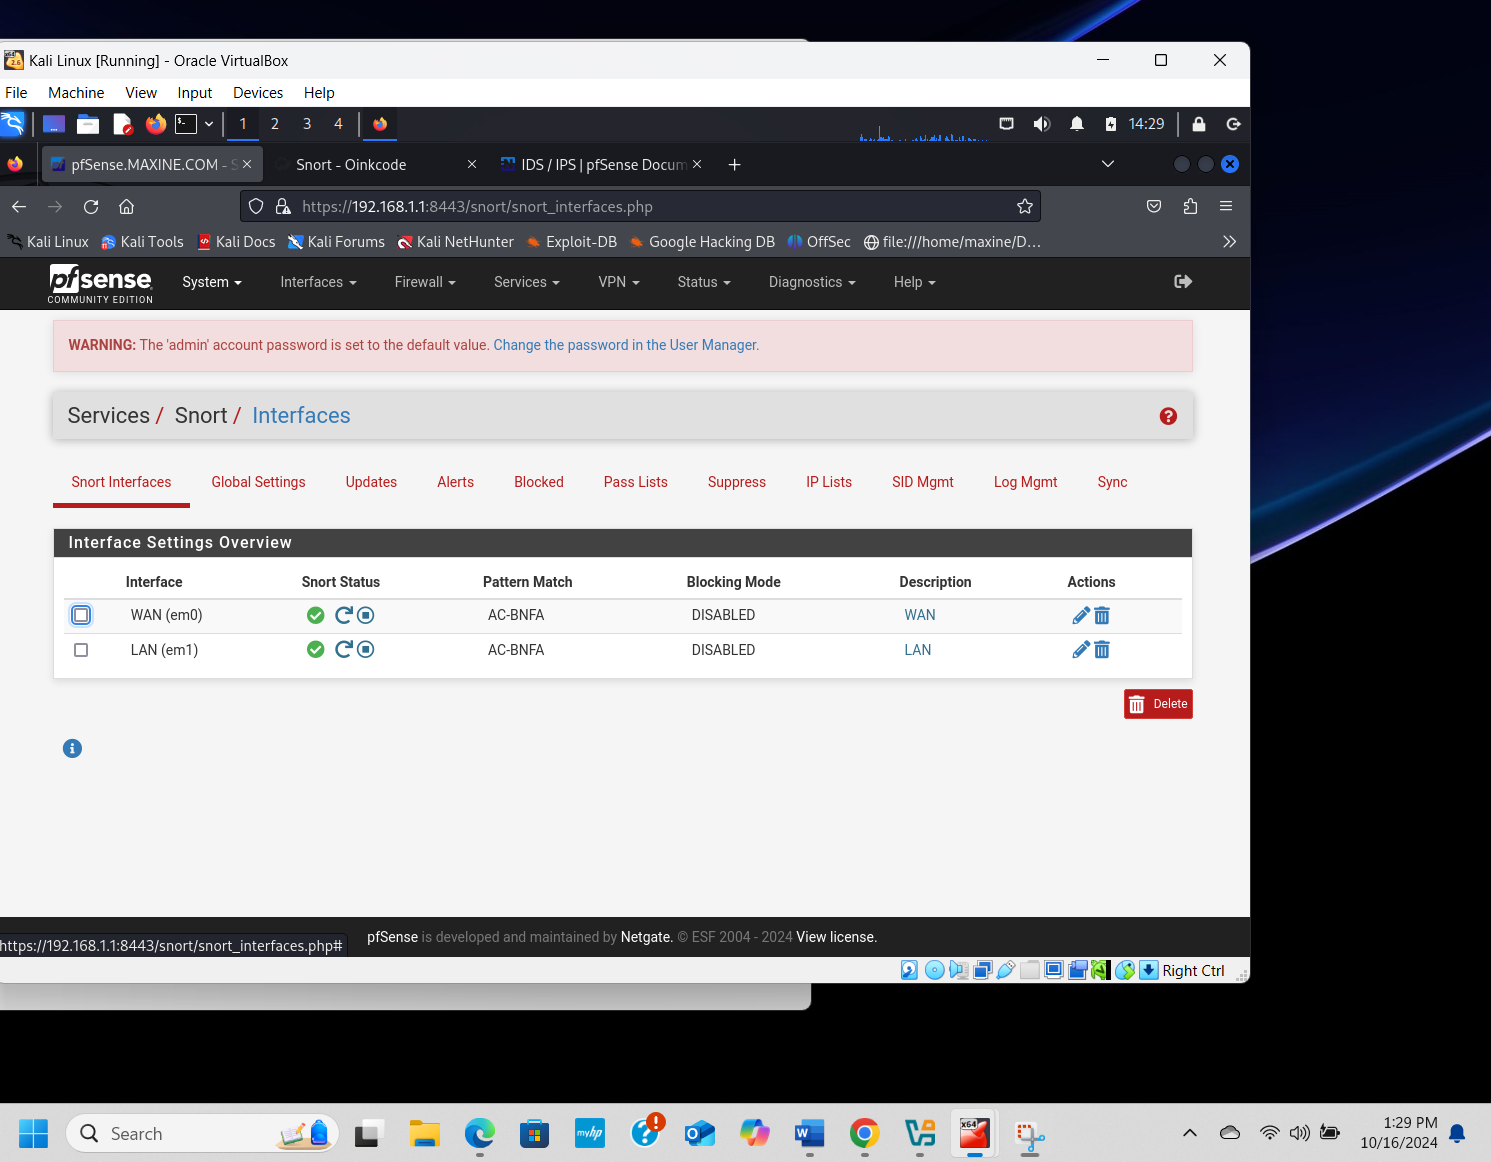 Kali Linux [Running] - Oracle VirtualBox
File Machine View Input Devices Help
1 2 3 4 14:29
pfSense.MAXINE.COM - S Snort - Oinkcode IDS / IPS | pfSense Docum
https://192.168.1.1:8443/snort/snort_interfaces.php
Kali Linux Kali Tools Kali Docs Kali Forums Kali NetHunter Exploit-DB Google Hacking DB OffSec file:///home/maxine/D...
pfsense System Interfaces Firewall Services VPN Status Diagnostics Help
COMMUNITY EDITION
WARNING: The 'admin' account password is set to the default value. Change the password in the User Manager.
Services / Snort / Interfaces
Snort Interfaces Global Settings Updates Alerts Blocked Pass Lists Suppress IP Lists SID Mgmt Log Mgmt Sync
Interface Settings Overview
Interface Snort Status Pattern Match Blocking Mode Description Actions
WAN (em0) AC-BNFA DISABLED WAN
LAN (em1) AC-BNFA DISABLED LAN
Delete
https://192.168.1.1:8443/snort/snort_interfaces.php#
pfSense is developed and maintained by Netgate. © ESF 2004 - 2024 View license.
Right Ctrl
Search
myhp
x64
1:29 PM
10/16/2024